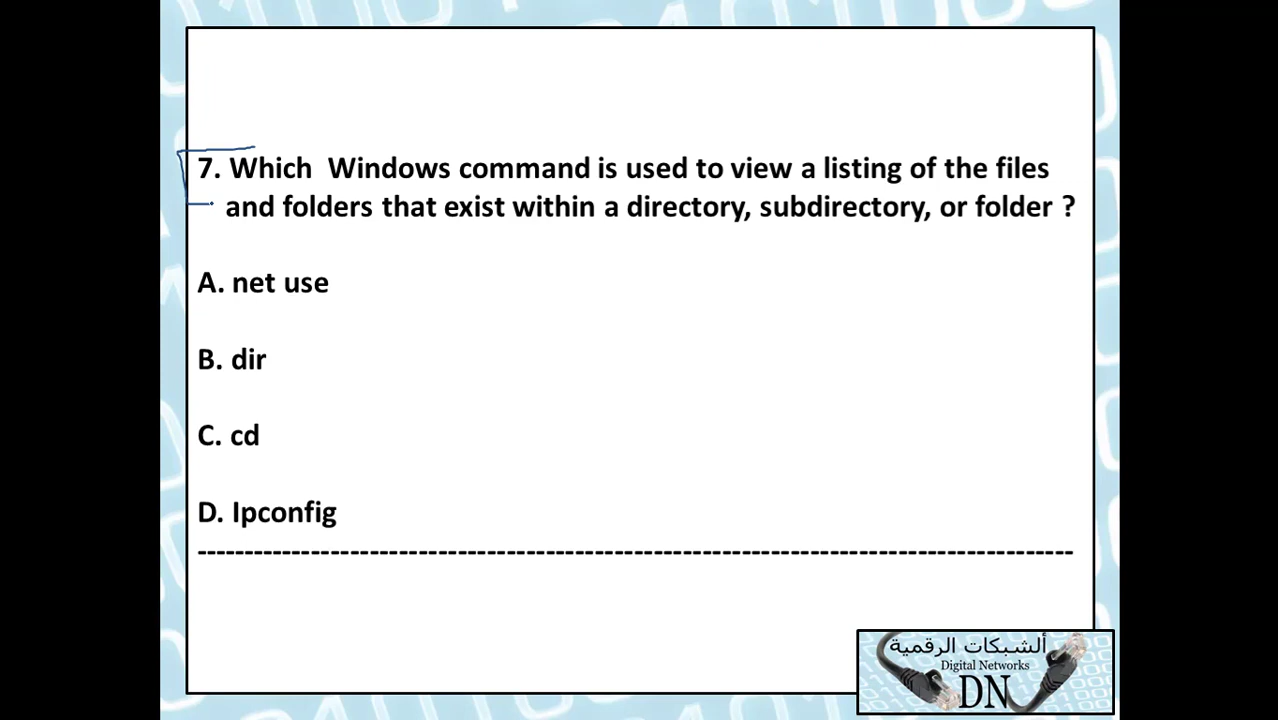 7. Which Windows command is used to view a listing of the files
and folders that exist within a directory, subdirectory, or folder ?
A. net use
B. dir
C. cd
D. Ipconfig
--------------------------------------------------------------------------------------------
ألشبكات الرقمية
Digital Networks
DN